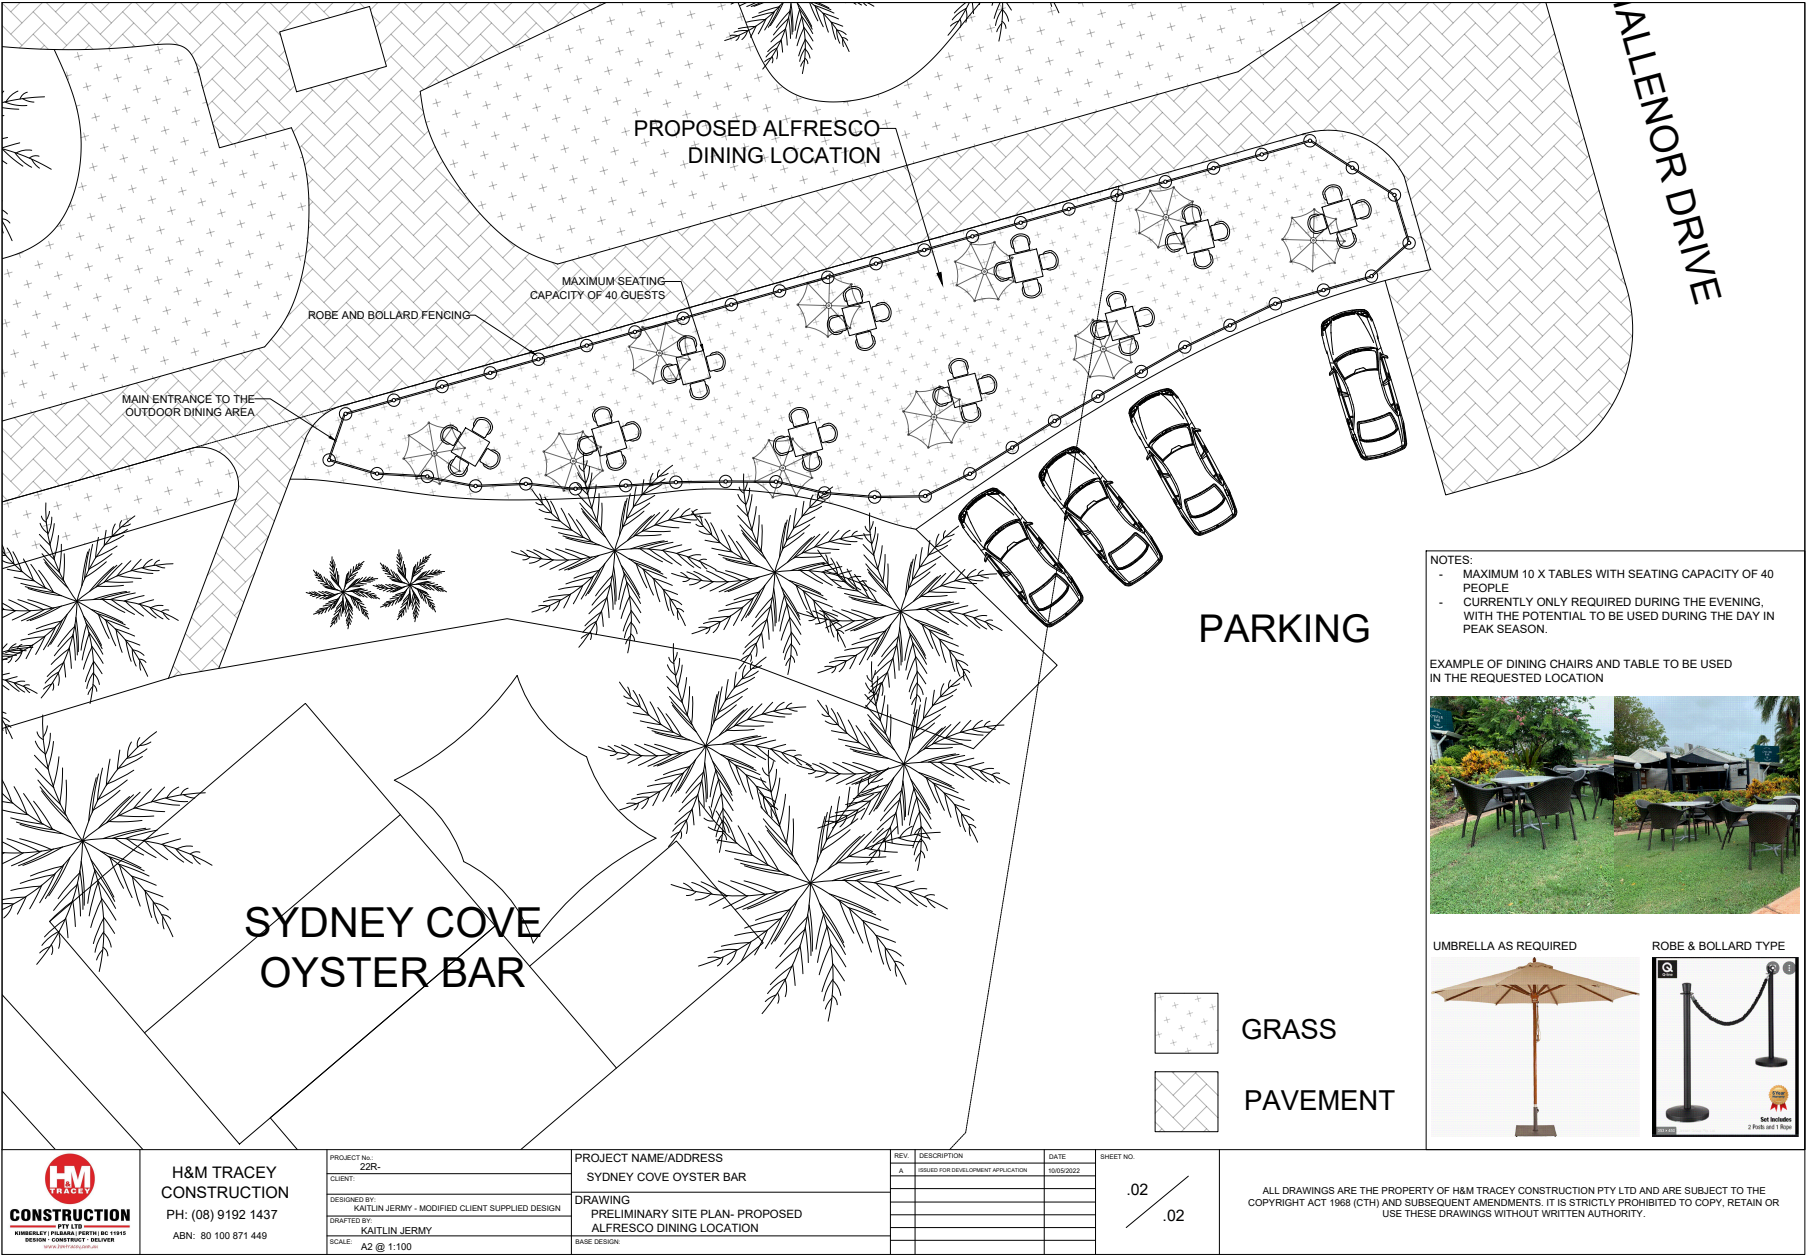 HALLENOR DRIVE
PROPOSED ALFRESCO
DINING LOCATION
MAXIMUM SEATING
CAPACITY OF 40 GUESTS
ROBE AND BOLLARD FENCING
MAIN ENTRANCE TO THE
OUTDOOR DINING AREA
PARKING
SYDNEY COVE
OYSTER BAR
GRASS
PAVEMENT
NOTES:
- MAXIMUM 10 X TABLES WITH SEATING CAPACITY OF 40
PEOPLE
- CURRENTLY ONLY REQUIRED DURING THE EVENING,
WITH THE POTENTIAL TO BE USED DURING THE DAY IN
PEAK SEASON.
EXAMPLE OF DINING CHAIRS AND TABLE TO BE USED
IN THE REQUESTED LOCATION
UMBRELLA AS REQUIRED
ROBE & BOLLARD TYPE
Q
Set Includes
2 Posts and 1 Rope
HM
TRACEY
CONSTRUCTION
PTY LTD
KIMBERLEY | PILBARA | PERTH | BC 11915
DESIGN - CONSTRUCT - DELIVER
H&M TRACEY
CONSTRUCTION
PH: (08) 9192 1437
ABN: 80 100 871 449
PROJECT No.:
22R-
CLIENT:
DESIGNED BY:
KAITLIN JERMY - MODIFIED CLIENT SUPPLIED DESIGN
DRAFTED BY:
KAITLIN JERMY
SCALE:
A2 @ 1:100
PROJECT NAME/ADDRESS
SYDNEY COVE OYSTER BAR
DRAWING
PRELIMINARY SITE PLAN- PROPOSED
ALFRESCO DINING LOCATION
BASE DESIGN:
REV. DESCRIPTION DATE
A ISSUED FOR DEVELOPMENT APPLICATION 10/05/2022
SHEET NO.
.02
.02
ALL DRAWINGS ARE THE PROPERTY OF H&M TRACEY CONSTRUCTION PTY LTD AND ARE SUBJECT TO THE
COPYRIGHT ACT 1968 (CTH) AND SUBSEQUENT AMENDMENTS. IT IS STRICTLY PROHIBITED TO COPY, RETAIN OR
USE THESE DRAWINGS WITHOUT WRITTEN AUTHORITY.